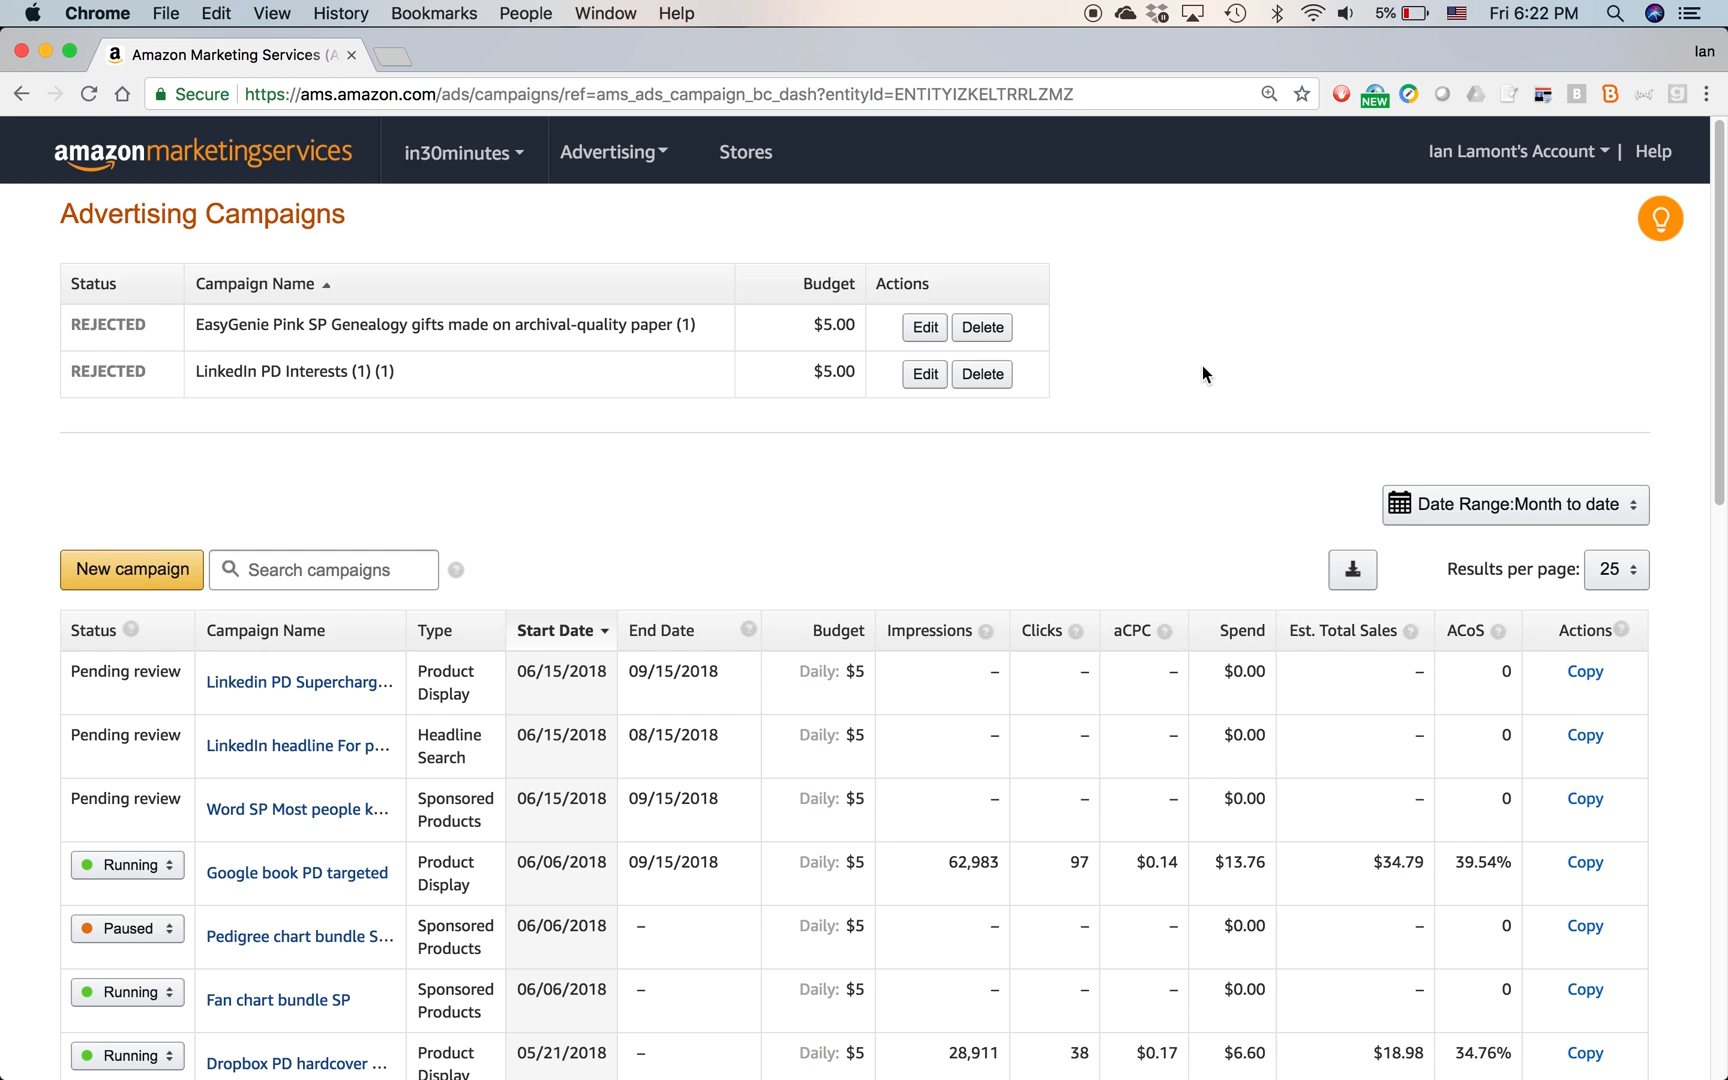 Chrome File Edit View History Bookmarks People Window Help 5% Fri 6:22 PM
Amazon Marketing Services (A Ian
Secure https://ams.amazon.com/ads/campaigns/ref=ams_ads_campaign_bc_dash?entityId=ENTITYIZKELTRRLZMZ NEW
amazonmarketingservices in30minutes Advertising Stores Ian Lamont's Account | Help
Advertising Campaigns
Status Campaign Name Budget Actions
REJECTED EasyGenie Pink SP Genealogy gifts made on archival-quality paper (1) $5.00 Edit Delete
REJECTED LinkedIn PD Interests (1) (1) $5.00 Edit Delete
Date Range:Month to date
New campaign Search campaigns Results per page: 25
Status Campaign Name Type Start Date End Date Budget Impressions Clicks aCPC Spend Est. Total Sales ACoS Actions
Pending review Linkedin PD Supercharg... Product Display 06/15/2018 09/15/2018 Daily: $5 – – – $0.00 – 0 Copy
Pending review LinkedIn headline For p... Headline Search 06/15/2018 08/15/2018 Daily: $5 – – – $0.00 – 0 Copy
Pending review Word SP Most people k... Sponsored Products 06/15/2018 09/15/2018 Daily: $5 – – – $0.00 – 0 Copy
Running Google book PD targeted Product Display 06/06/2018 09/15/2018 Daily: $5 62,983 97 $0.14 $13.76 $34.79 39.54% Copy
Paused Pedigree chart bundle S... Sponsored Products 06/06/2018 – Daily: $5 – – – $0.00 – 0 Copy
Running Fan chart bundle SP Sponsored Products 06/06/2018 – Daily: $5 – – – $0.00 – 0 Copy
Running Dropbox PD hardcover ... Product Display 05/21/2018 – Daily: $5 28,911 38 $0.17 $6.60 $18.98 34.76% Copy